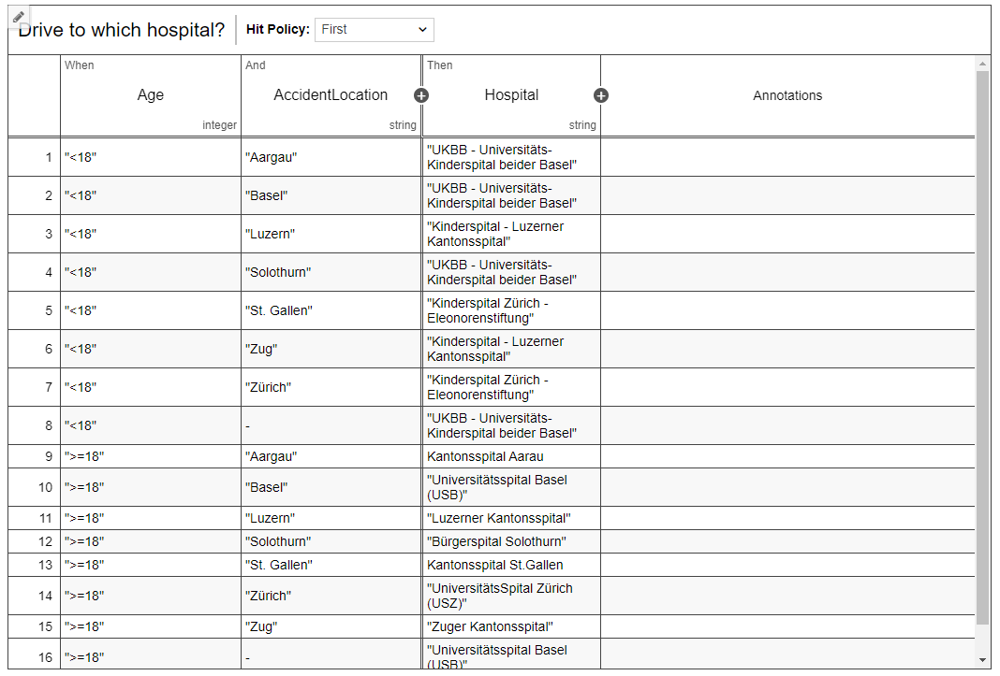 Drive to which hospital? Hit Policy: First
When And Then
Age AccidentLocation Hospital Annotations
integer string string
1 "<18" "Aargau" "UKBB - Universitäts-
Kinderspital beider Basel"
2 "<18" "Basel" "UKBB - Universitäts-
Kinderspital beider Basel"
3 "<18" "Luzern" "Kinderspital - Luzerner
Kantonsspital"
4 "<18" "Solothurn" "UKBB - Universitäts-
Kinderspital beider Basel"
5 "<18" "St. Gallen" "Kinderspital Zürich -
Eleonorenstiftung"
6 "<18" "Zug" "Kinderspital - Luzerner
Kantonsspital"
7 "<18" "Zürich" "Kinderspital Zürich -
Eleonorenstiftung"
8 "<18" - "UKBB - Universitäts-
Kinderspital beider Basel"
9 ">=18" "Aargau" Kantonsspital Aarau
10 ">=18" "Basel" "Universitätsspital Basel
(USB)"
11 ">=18" "Luzern" "Luzerner Kantonsspital"
12 ">=18" "Solothurn" "Bürgerspital Solothurn"
13 ">=18" "St. Gallen" Kantonsspital St.Gallen
14 ">=18" "Zürich" "UniversitätsSpital Zürich
(USZ)"
15 ">=18" "Zug" "Zuger Kantonsspital"
16 ">=18" - "Universitätsspital Basel
(USB)"